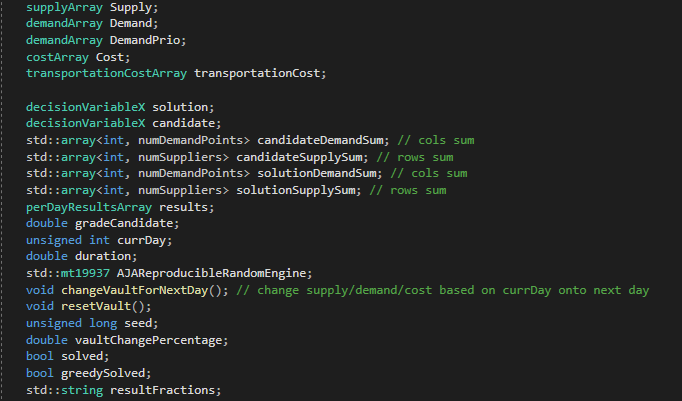 supplyArray Supply;
demandArray Demand;
demandArray DemandPrio;
costArray Cost;
transportationCostArray transportationCost;
decisionVariableX solution;
decisionVariableX candidate;
std::array<int, numDemandPoints> candidateDemandSum; // cols sum
std::array<int, numSuppliers> candidateSupplySum; // rows sum
std::array<int, numDemandPoints> solutionDemandSum; // cols sum
std::array<int, numSuppliers> solutionSupplySum; // rows sum
perDayResultsArray results;
double gradeCandidate;
unsigned int currDay;
double duration;
std::mt19937 AJAReproducibleRandomEngine;
void changeVaultForNextDay(); // change supply/demand/cost based on currDay onto next day
void resetVault();
unsigned long seed;
double vaultChangePercentage;
bool solved;
bool greedySolved;
std::string resultFractions;